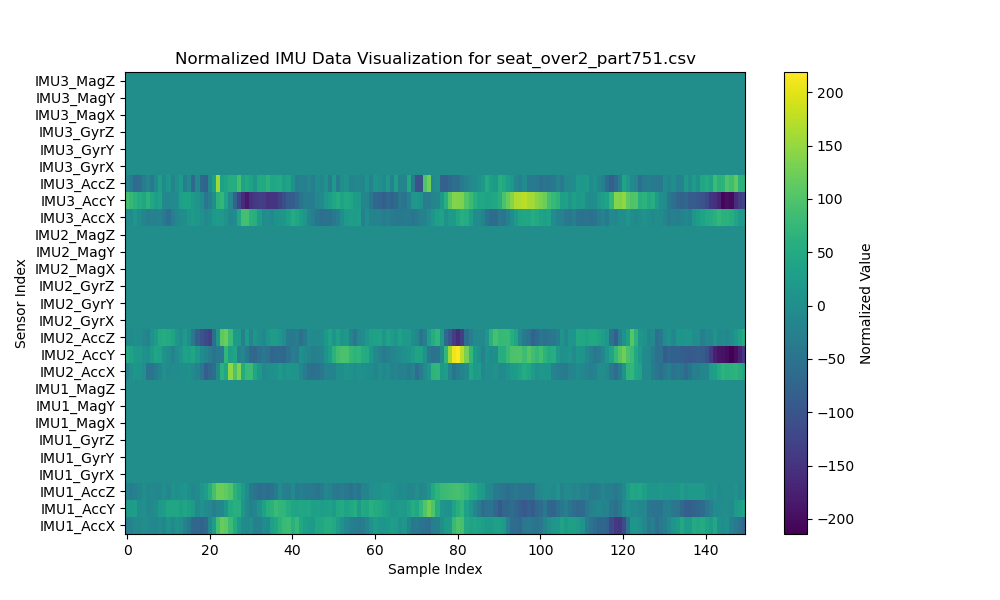 Normalized IMU Data Visualization for seat_over2_part751.csv
IMU3_MagZ
IMU3_MagY
IMU3_MagX
IMU3_GyrZ
IMU3_GyrY
IMU3_GyrX
IMU3_AccZ
IMU3_AccY
IMU3_AccX
IMU2_MagZ
IMU2_MagY
IMU2_MagX
IMU2_GyrZ
IMU2_GyrY
IMU2_GyrX
IMU2_AccZ
IMU2_AccY
IMU2_AccX
IMU1_MagZ
IMU1_MagY
IMU1_MagX
IMU1_GyrZ
IMU1_GyrY
IMU1_GyrX
IMU1_AccZ
IMU1_AccY
IMU1_AccX
Sensor Index
0 20 40 60 80 100 120 140
Sample Index
200
150
100
50
0
−50
−100
−150
−200
Normalized Value